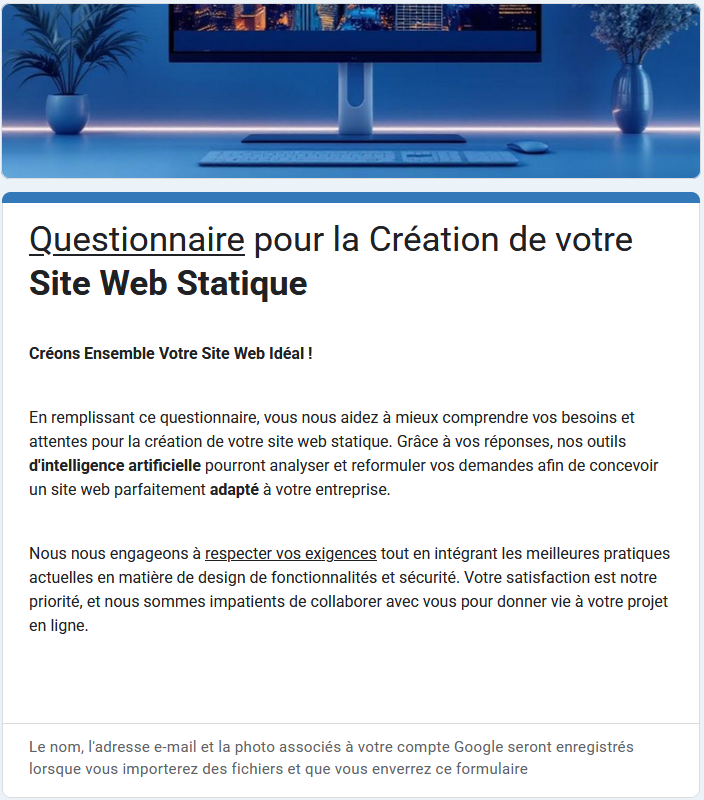 Questionnaire pour la Création de votre
Site Web Statique
Créons Ensemble Votre Site Web Idéal !
En remplissant ce questionnaire, vous nous aidez à mieux comprendre vos besoins et
attentes pour la création de votre site web statique. Grâce à vos réponses, nos outils
d'intelligence artificielle pourront analyser et reformuler vos demandes afin de concevoir
un site web parfaitement adapté à votre entreprise.
Nous nous engageons à respecter vos exigences tout en intégrant les meilleures pratiques
actuelles en matière de design de fonctionnalités et sécurité. Votre satisfaction est notre
priorité, et nous sommes impatients de collaborer avec vous pour donner vie à votre projet
en ligne.
Le nom, l'adresse e-mail et la photo associés à votre compte Google seront enregistrés
lorsque vous importerez des fichiers et que vous enverrez ce formulaire